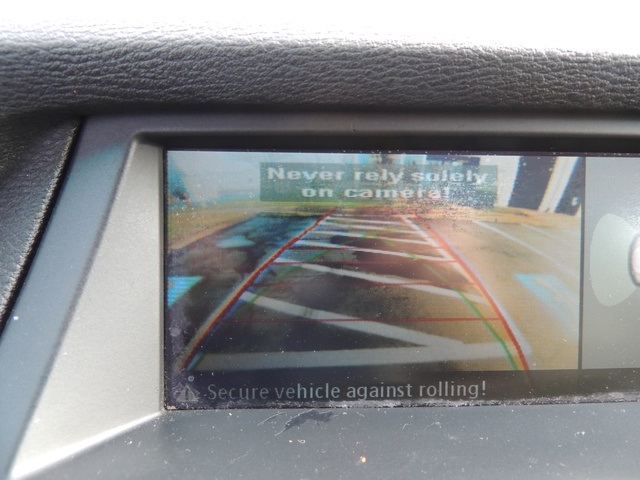 Never rely solely
on camera!
Secure vehicle against rolling!